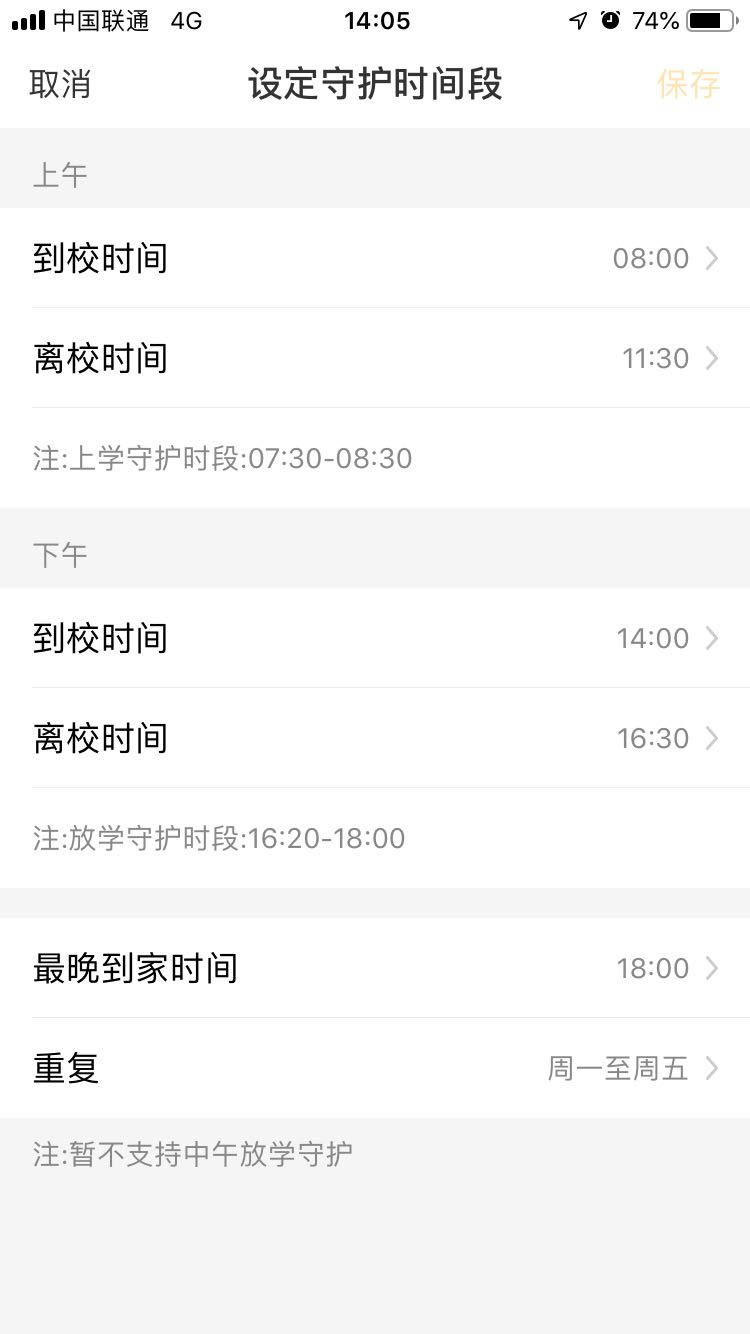 中国联通 4G 14:05 74%
取消 设定守护时间段 保存
上午
到校时间 08:00
离校时间 11:30
注:上学守护时段:07:30-08:30
下午
到校时间 14:00
离校时间 16:30
注:放学守护时段:16:20-18:00
最晚到家时间 18:00
重复 周一至周五
注:暂不支持中午放学守护